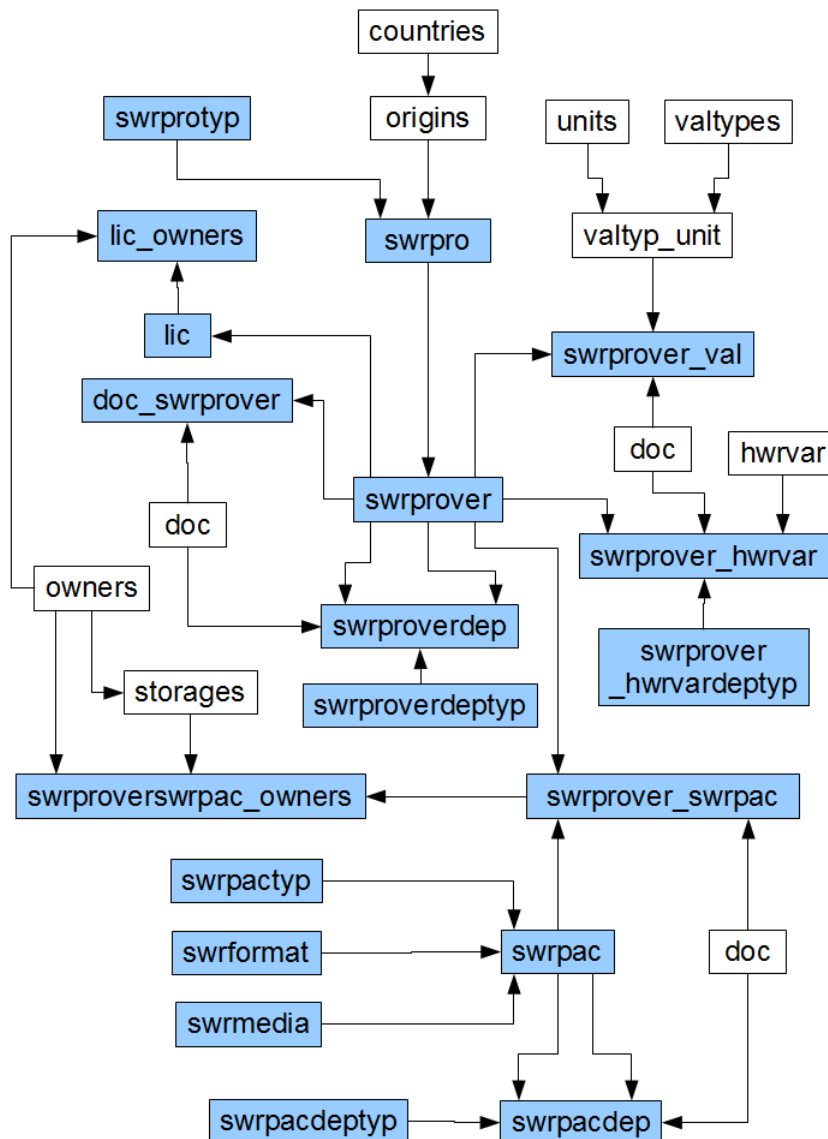 countries
swrprotyp
origins
units
valtypes
lic_owners
swrpro
valtyp_unit
lic
swrprover_val
doc_swrprover
doc
hwrvar
swrprover
doc
swrprover_hwrvar
owners
swrproverdep
swrprover
_hwrvardeptyp
storages
swrproverdeptyp
swrproverswrpac_owners
swrprover_swrpac
swrpactyp
swrformat
swrpac
doc
swrmedia
swrpacdeptyp
swrpacdep